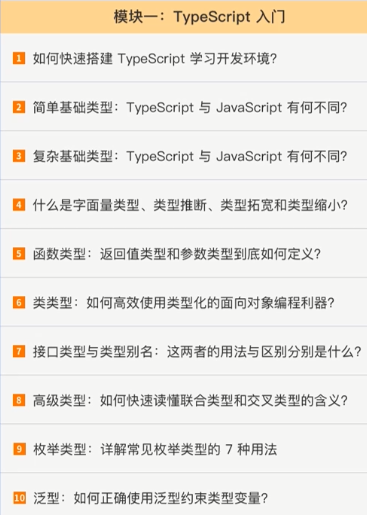 模块一：TypeScript 入门
1 如何快速搭建 TypeScript 学习开发环境？
2 简单基础类型：TypeScript 与 JavaScript 有何不同？
3 复杂基础类型：TypeScript 与 JavaScript 有何不同？
4 什么是字面量类型、类型推断、类型拓宽和类型缩小？
5 函数类型：返回值类型和参数类型到底如何定义？
6 类类型：如何高效使用类型化的面向对象编程利器？
7 接口类型与类型别名：这两者的用法与区别分别是什么？
8 高级类型：如何快速读懂联合类型和交叉类型的含义？
9 枚举类型：详解常见枚举类型的 7 种用法
10 泛型：如何正确使用泛型约束类型变量？